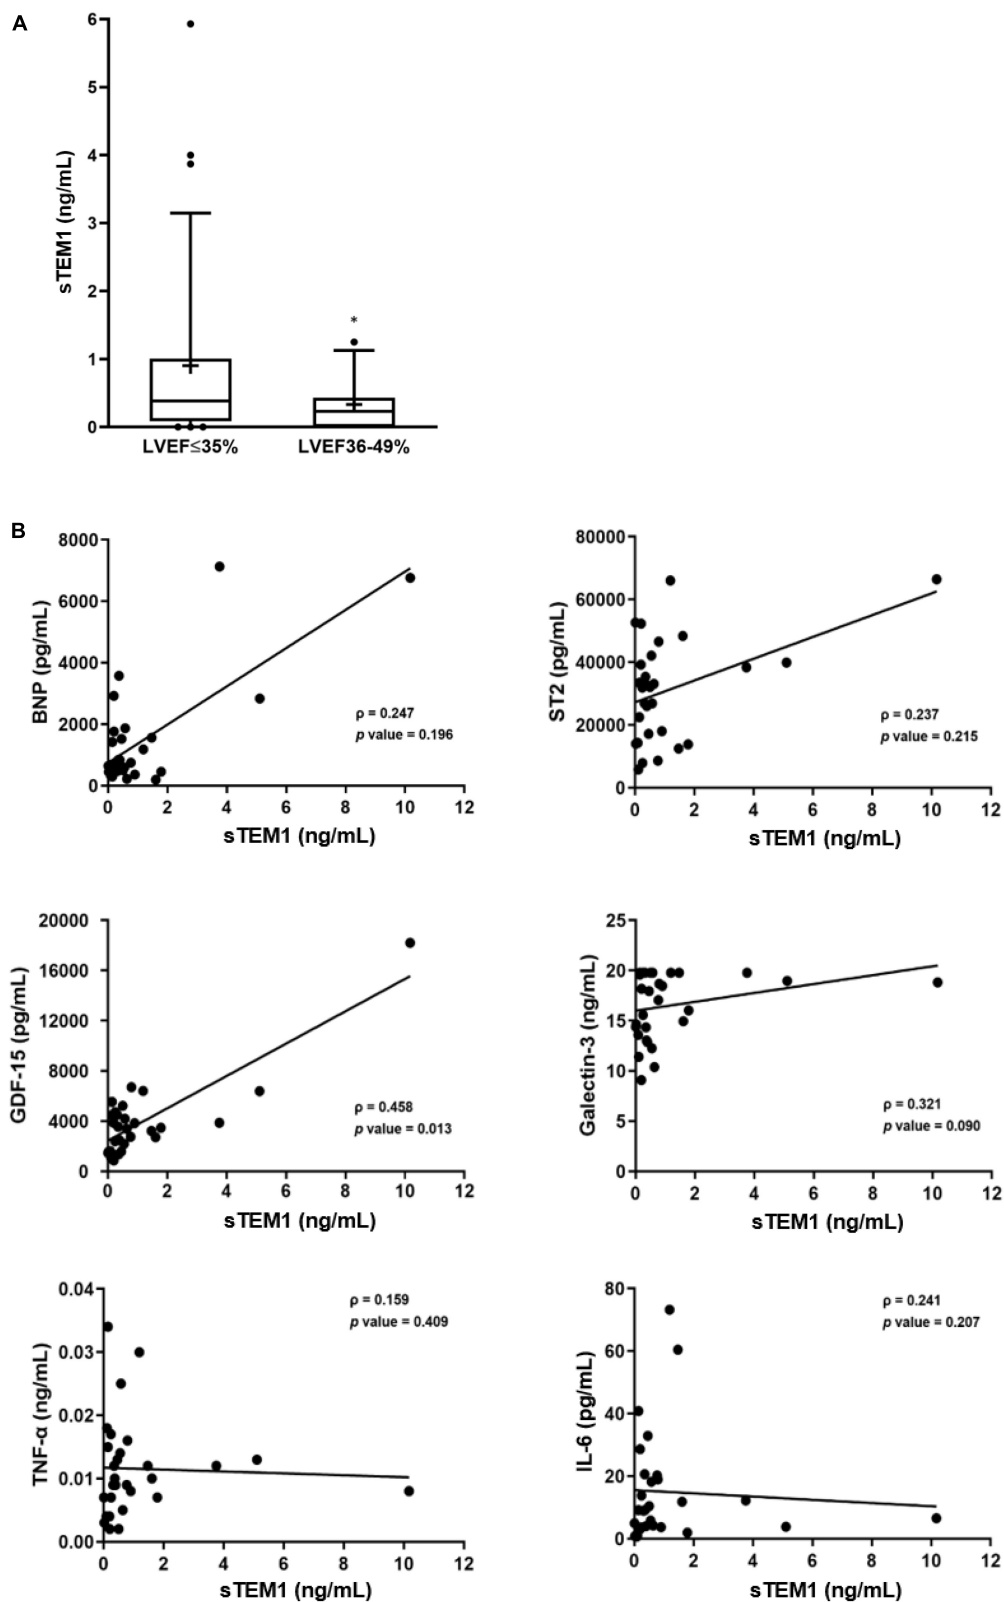 A
6
5
4
3
2
1
0
sTEM1 (ng/mL)
*
LVEF≤35% LVEF36-49%
B
8000
6000
4000
2000
0
BNP (pg/mL)
ρ = 0.247
p value = 0.196
0 2 4 6 8 10 12
sTEM1 (ng/mL)
80000
60000
40000
20000
0
ST2 (pg/mL)
ρ = 0.237
p value = 0.215
0 2 4 6 8 10 12
sTEM1 (ng/mL)
20000
16000
12000
8000
4000
0
GDF-15 (pg/mL)
ρ = 0.458
p value = 0.013
0 2 4 6 8 10 12
sTEM1 (ng/mL)
25
20
15
10
5
0
Galectin-3 (ng/mL)
ρ = 0.321
p value = 0.090
0 2 4 6 8 10 12
sTEM1 (ng/mL)
0.04
0.03
0.02
0.01
0.00
TNF-α (ng/mL)
ρ = 0.159
p value = 0.409
0 2 4 6 8 10 12
sTEM1 (ng/mL)
80
60
40
20
0
IL-6 (pg/mL)
ρ = 0.241
p value = 0.207
0 2 4 6 8 10 12
sTEM1 (ng/mL)